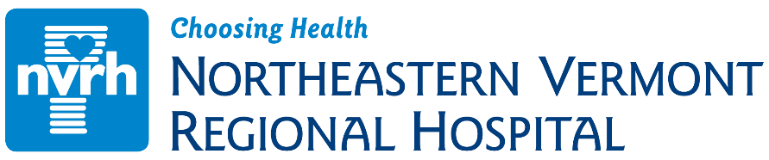 Choosing Health
nvrh
NORTHEASTERN VERMONT
REGIONAL HOSPITAL